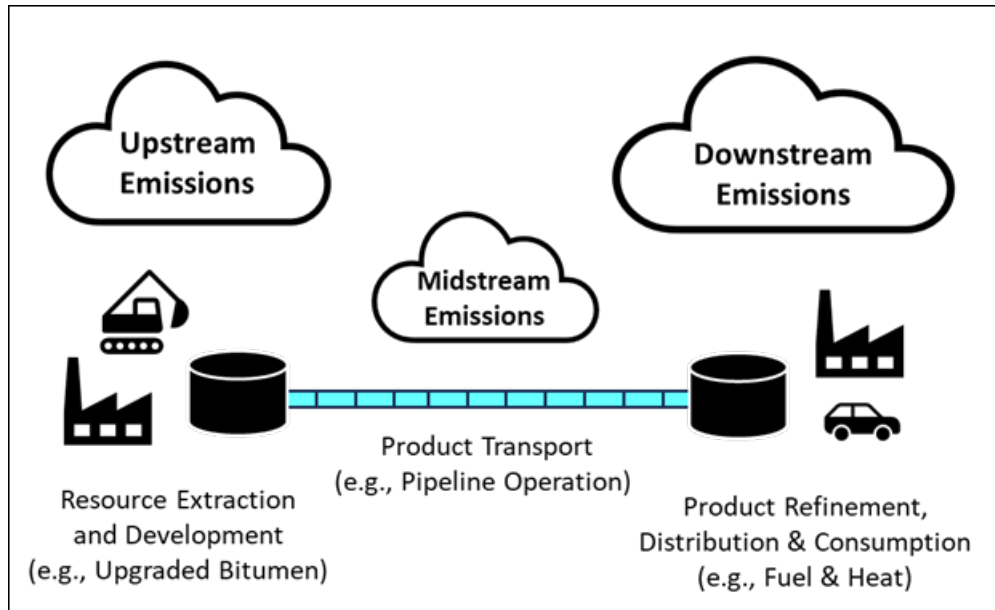 Upstream
Emissions
Downstream
Emissions
Midstream
Emissions
Product Transport
(e.g., Pipeline Operation)
Resource Extraction
and Development
(e.g., Upgraded Bitumen)
Product Refinement,
Distribution & Consumption
(e.g., Fuel & Heat)